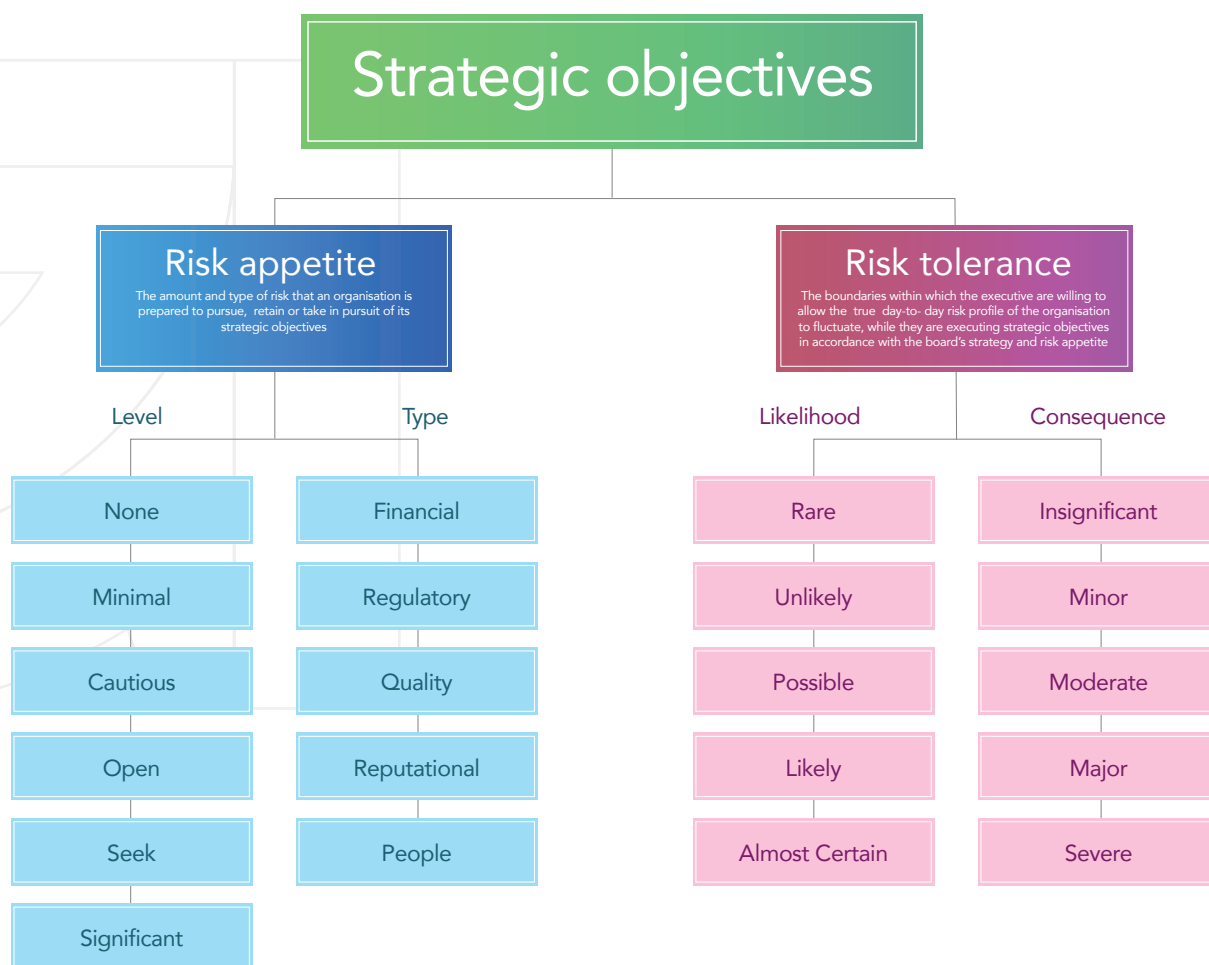 Strategic objectives
Risk appetite
The amount and type of risk that an organisation is
prepared to pursue, retain or take in pursuit of its
strategic objectives
Level
Type
None
Minimal
Cautious
Open
Seek
Significant
Financial
Regulatory
Quality
Reputational
People
Risk tolerance
The boundaries within which the executive are willing to
allow the true day-to- day risk profile of the organisation
to fluctuate, while they are executing strategic objectives
in accordance with the board’s strategy and risk appetite
Likelihood
Consequence
Rare
Unlikely
Possible
Likely
Almost Certain
Insignificant
Minor
Moderate
Major
Severe